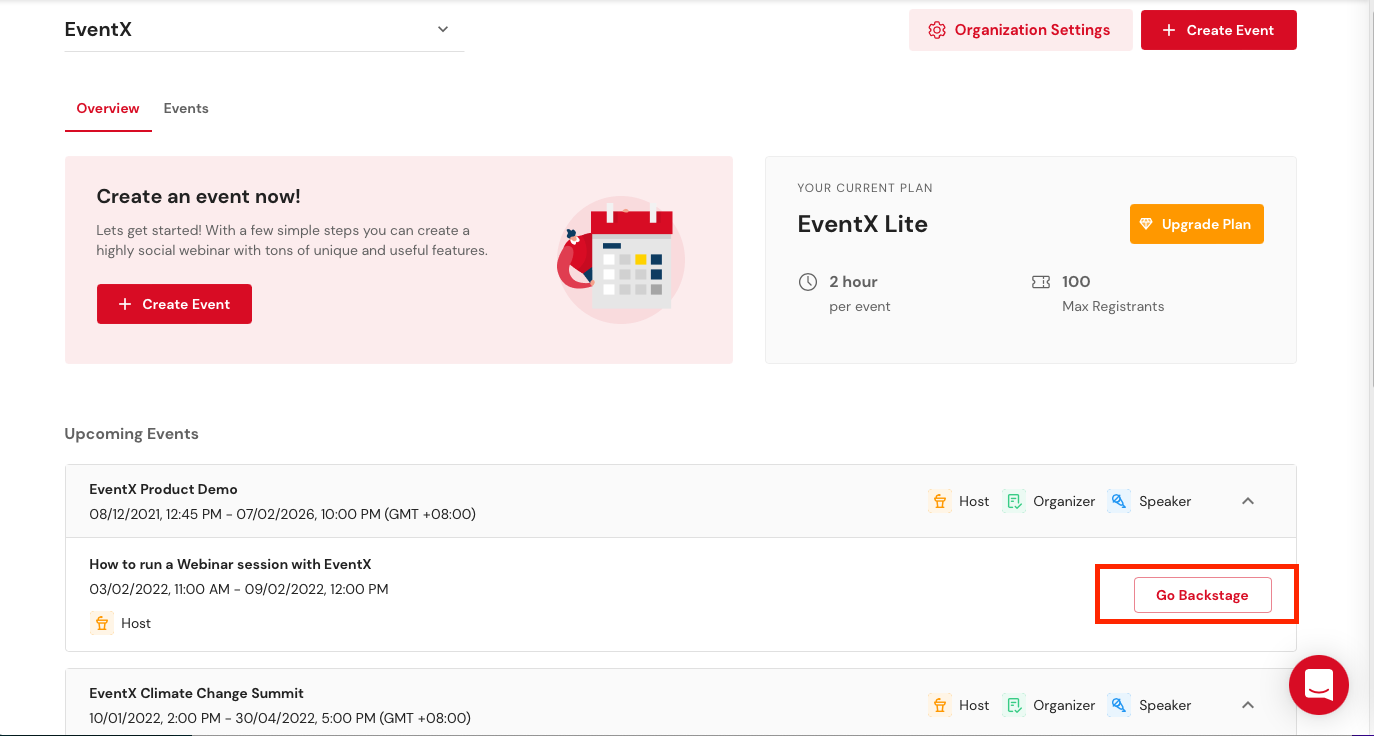 EventX
Organization Settings
Create Event
Overview
Events
Create an event now!
Lets get started! With a few simple steps you can create a
highly social webinar with tons of unique and useful features.
Create Event
YOUR CURRENT PLAN
EventX Lite
Upgrade Plan
2 hour
per event
100
Max Registrants
Upcoming Events
EventX Product Demo
08/12/2021, 12:45 PM – 07/02/2026, 10:00 PM (GMT +08:00)
Host
Organizer
Speaker
How to run a Webinar session with EventX
03/02/2022, 11:00 AM – 09/02/2022, 12:00 PM
Host
Go Backstage
EventX Climate Change Summit
10/01/2022, 2:00 PM – 30/04/2022, 5:00 PM (GMT +08:00)
Host
Organizer
Speaker